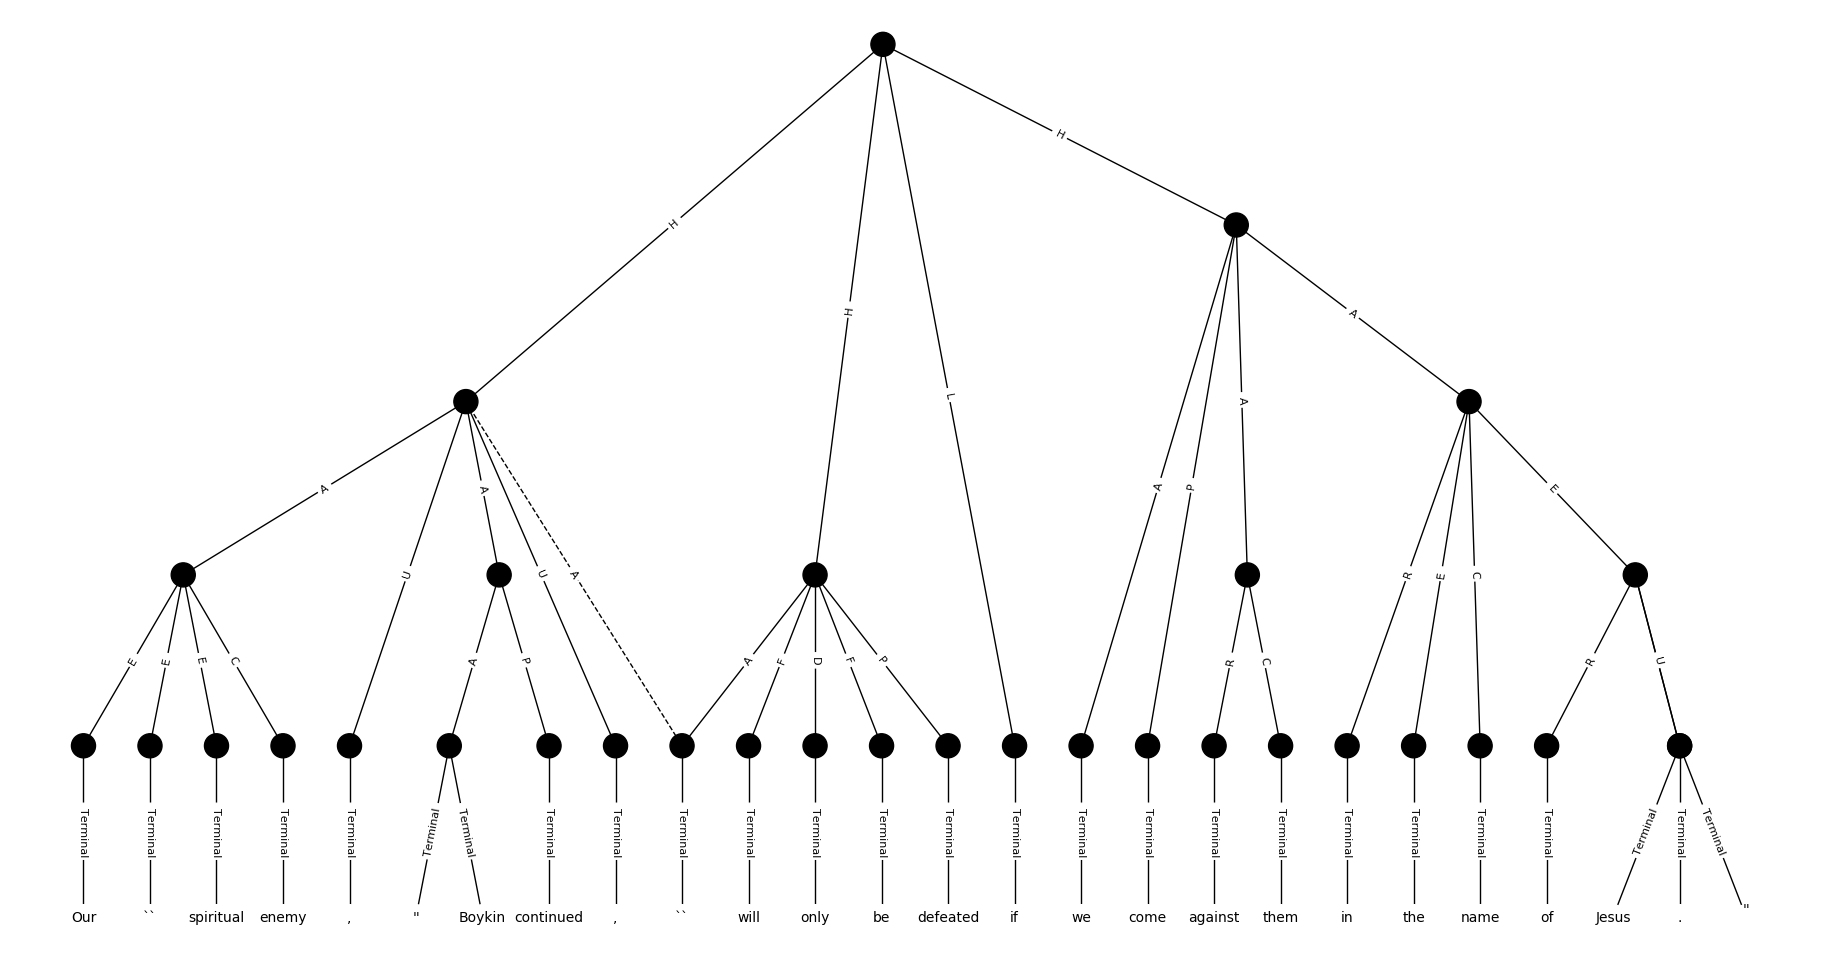 H
H
H
L
A
A
A
A
U
A
U
A
A
P
R
E
C
E
E
E
E
C
A
P
A
F
D
F
P
R
C
R
U
Terminal Terminal Terminal Terminal Terminal Terminal Terminal Terminal Terminal Terminal Terminal Terminal Terminal Terminal Terminal Terminal Terminal Terminal Terminal Terminal Terminal Terminal Terminal Terminal Terminal Terminal
Our `` spiritual enemy , " Boykin continued , `` will only be defeated if we come against them in the name of Jesus . "